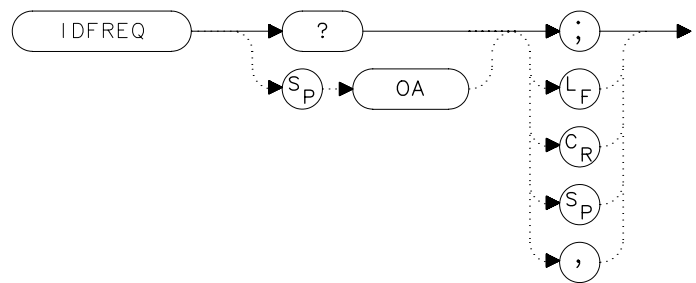 IDFREQ ? ;
SP OA LF
CR
SP
,